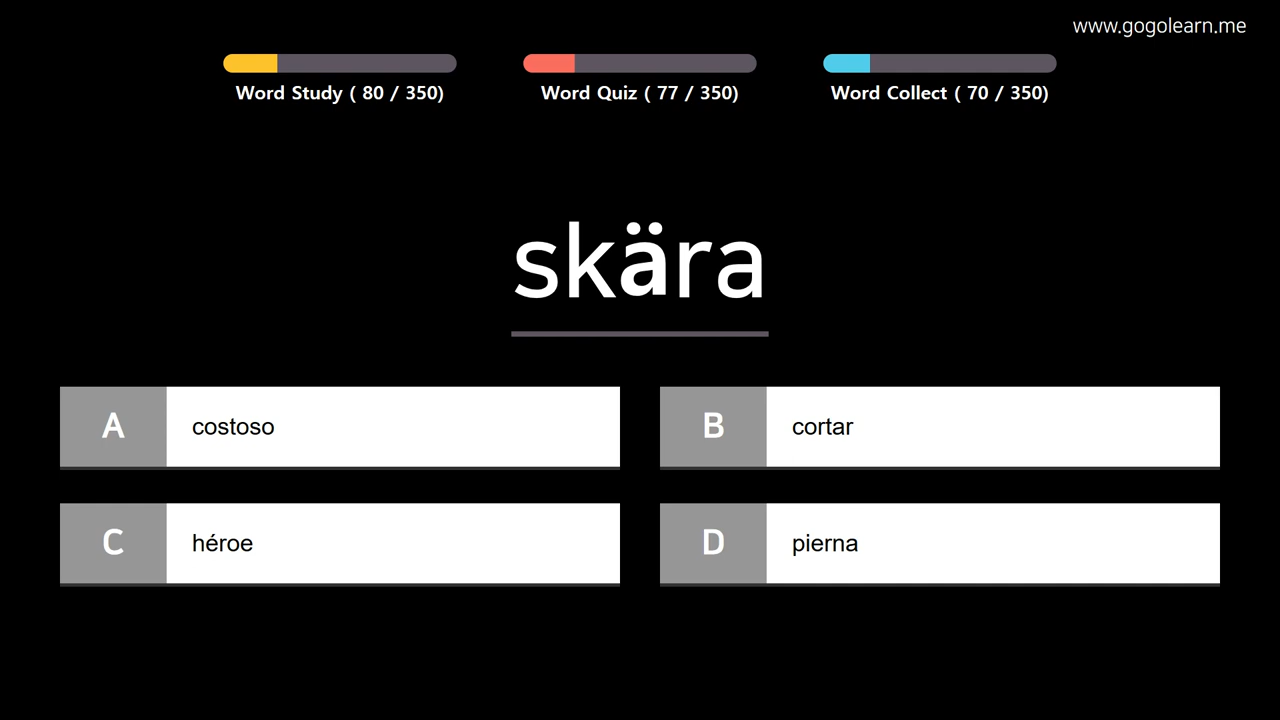 www.gogolearn.me
Word Study ( 80 / 350)
Word Quiz ( 77 / 350)
Word Collect ( 70 / 350)
skära
A costoso
B cortar
C héroe
D pierna